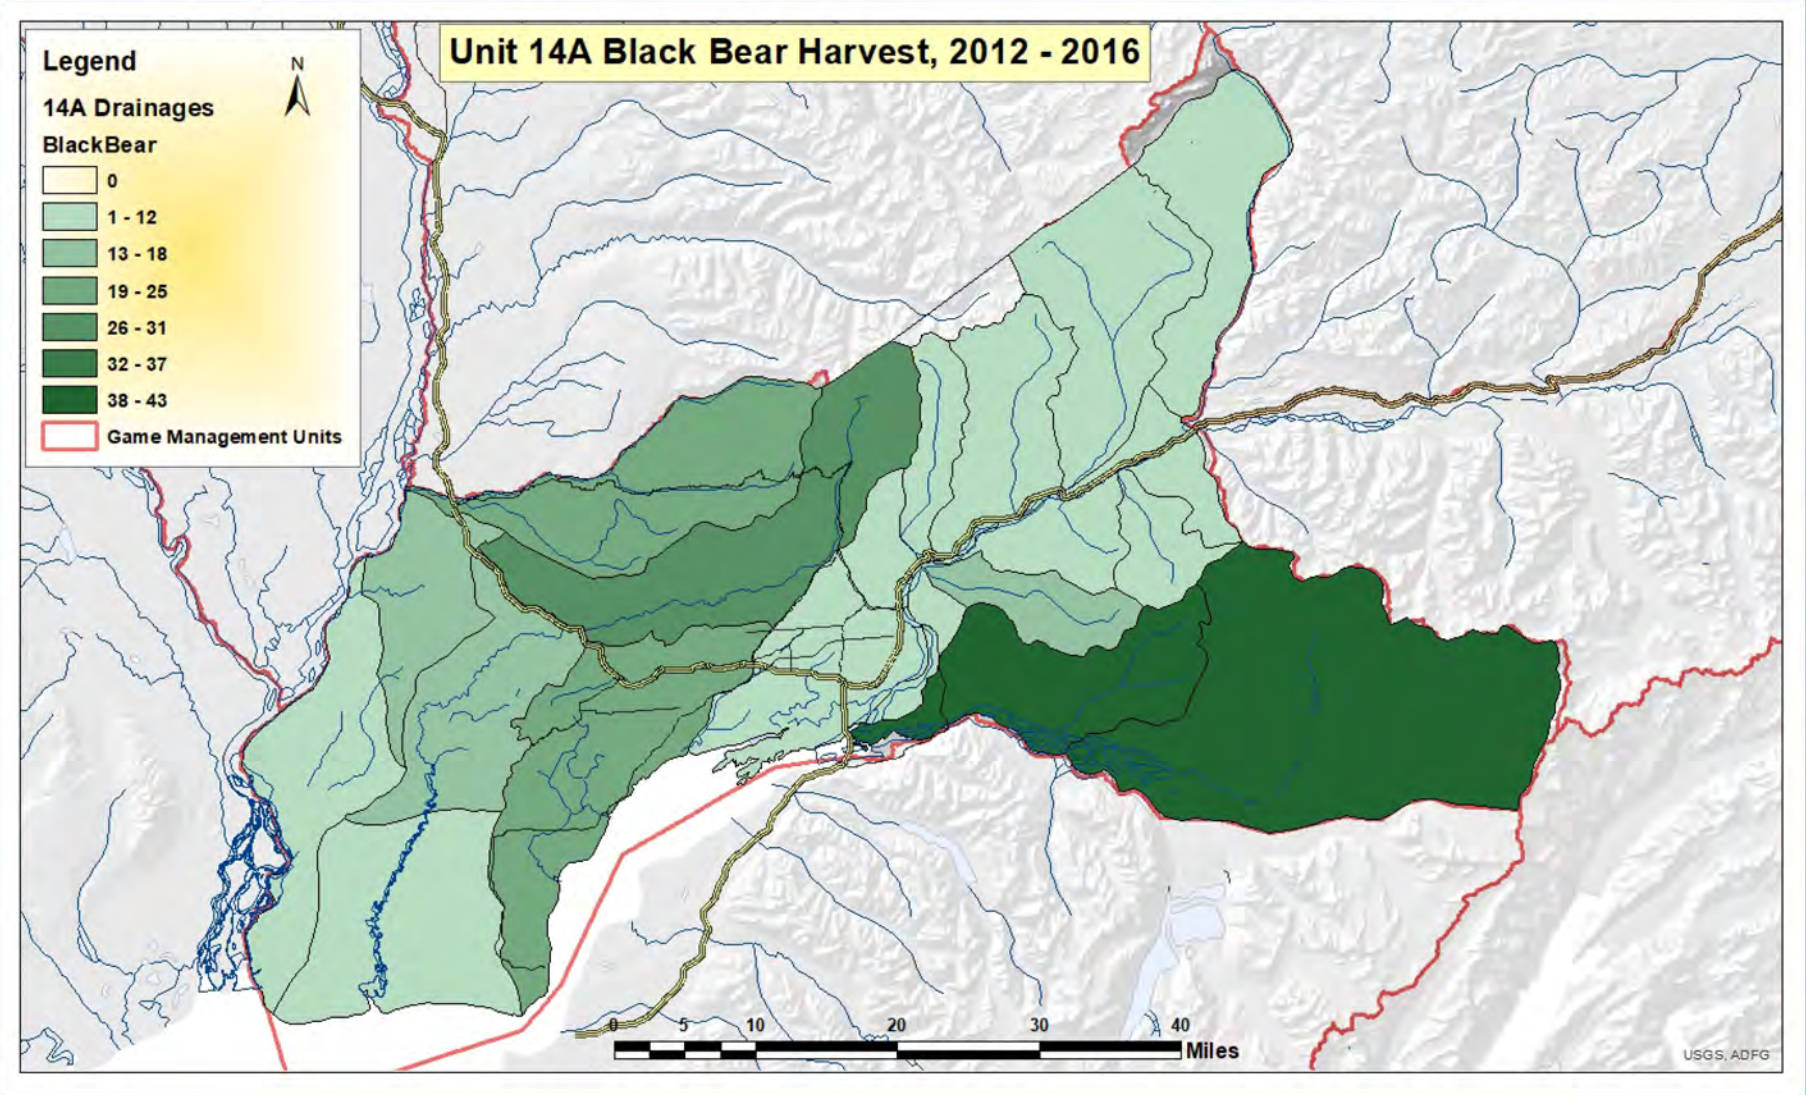 Unit 14A Black Bear Harvest, 2012 - 2016
Legend
N
14A Drainages
BlackBear
0
1 - 12
13 - 18
19 - 25
26 - 31
32 - 37
38 - 43
Game Management Units
0 5 10 20 30 40
Miles
USGS, ADFG